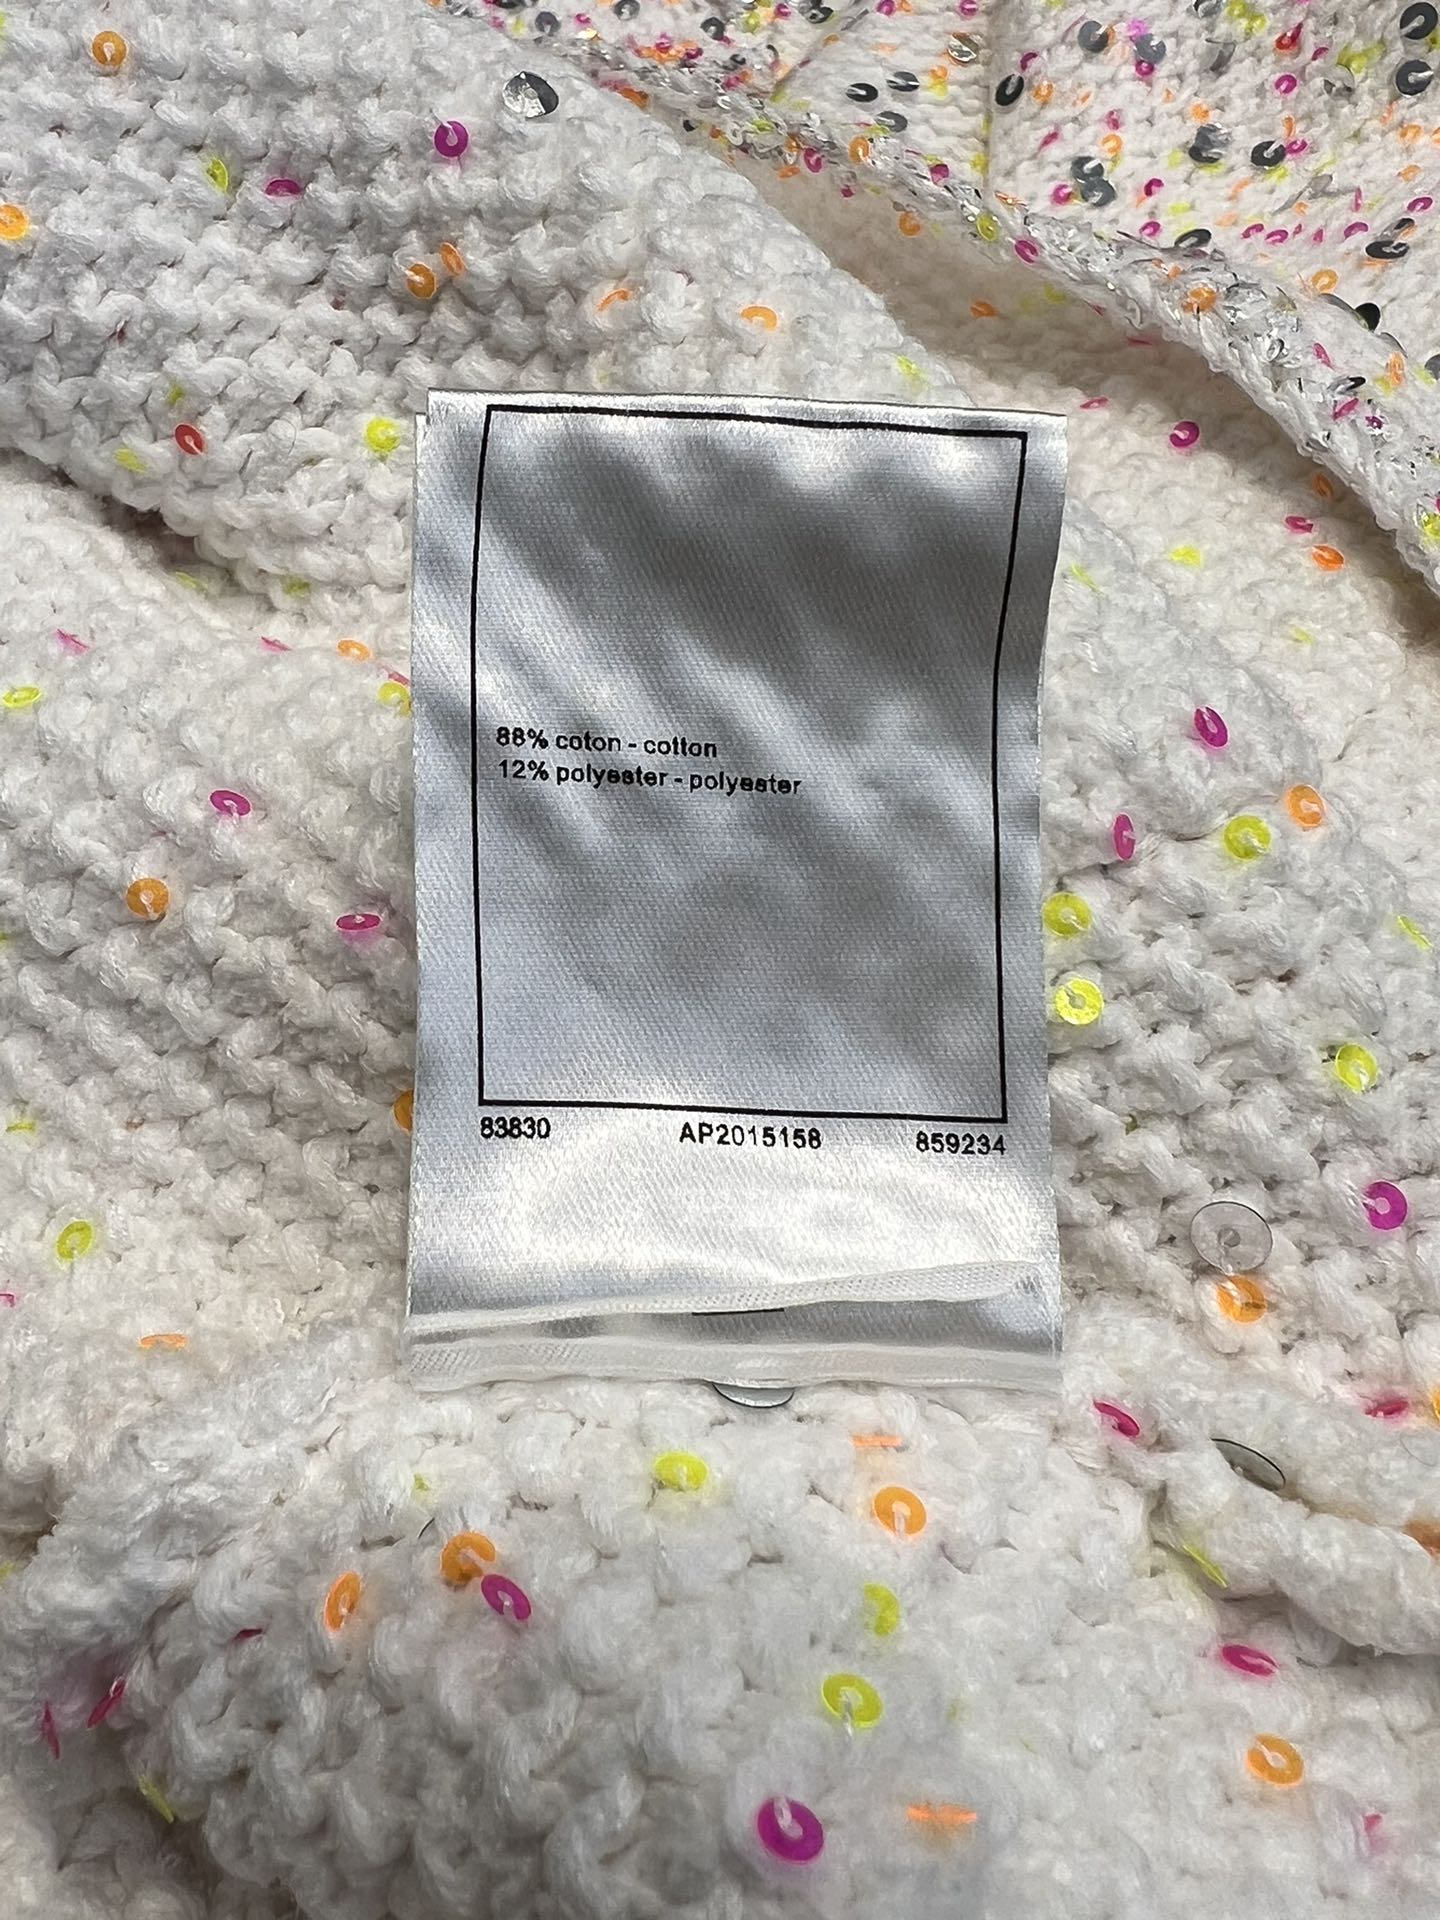 88% coton - cotton
12% polyester - polyester
83830 AP2015158 859234